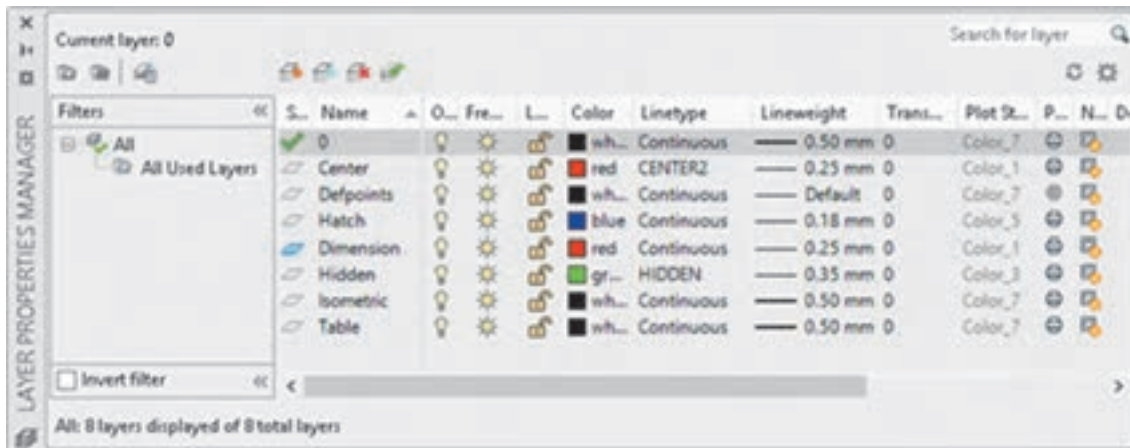 Current layer: 0
Search for layer
LAYER PROPERTIES MANAGER
Filters
All
All Used Layers
Invert filter
S... Name O... Fre... L... Color Linetype Lineweight Trans... Plot St... P... N... D
0 wh... Continuous 0.50 mm 0 Color_7
Center red CENTER2 0.25 mm 0 Color_1
Defpoints wh... Continuous Default 0 Color_7
Hatch blue Continuous 0.18 mm 0 Color_5
Dimension red Continuous 0.25 mm 0 Color_1
Hidden gr... HIDDEN 0.35 mm 0 Color_3
Isometric wh... Continuous 0.50 mm 0 Color_7
Table wh... Continuous 0.50 mm 0 Color_7
All: 8 layers displayed of 8 total layers